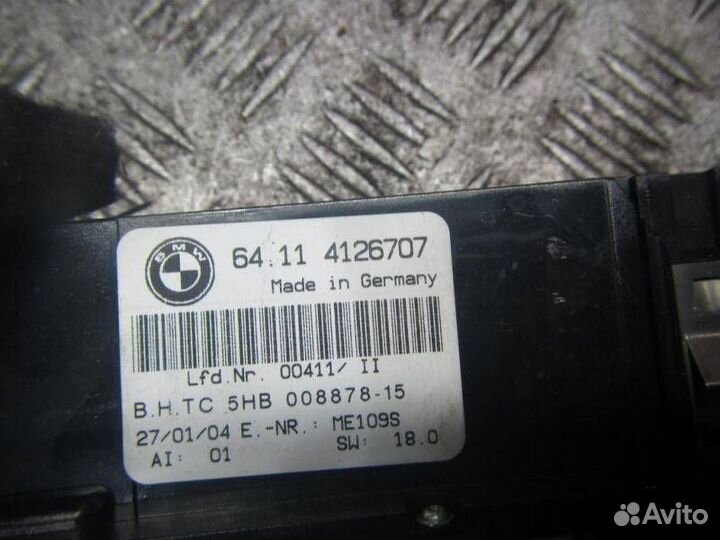 BMW
64.11 4126707
Made in Germany
Lfd.Nr. 00411/ II
B.H.TC 5HB 008878-15
27/01/04 E.-NR.: ME109S
AI: 01 SW: 18.0
Avito